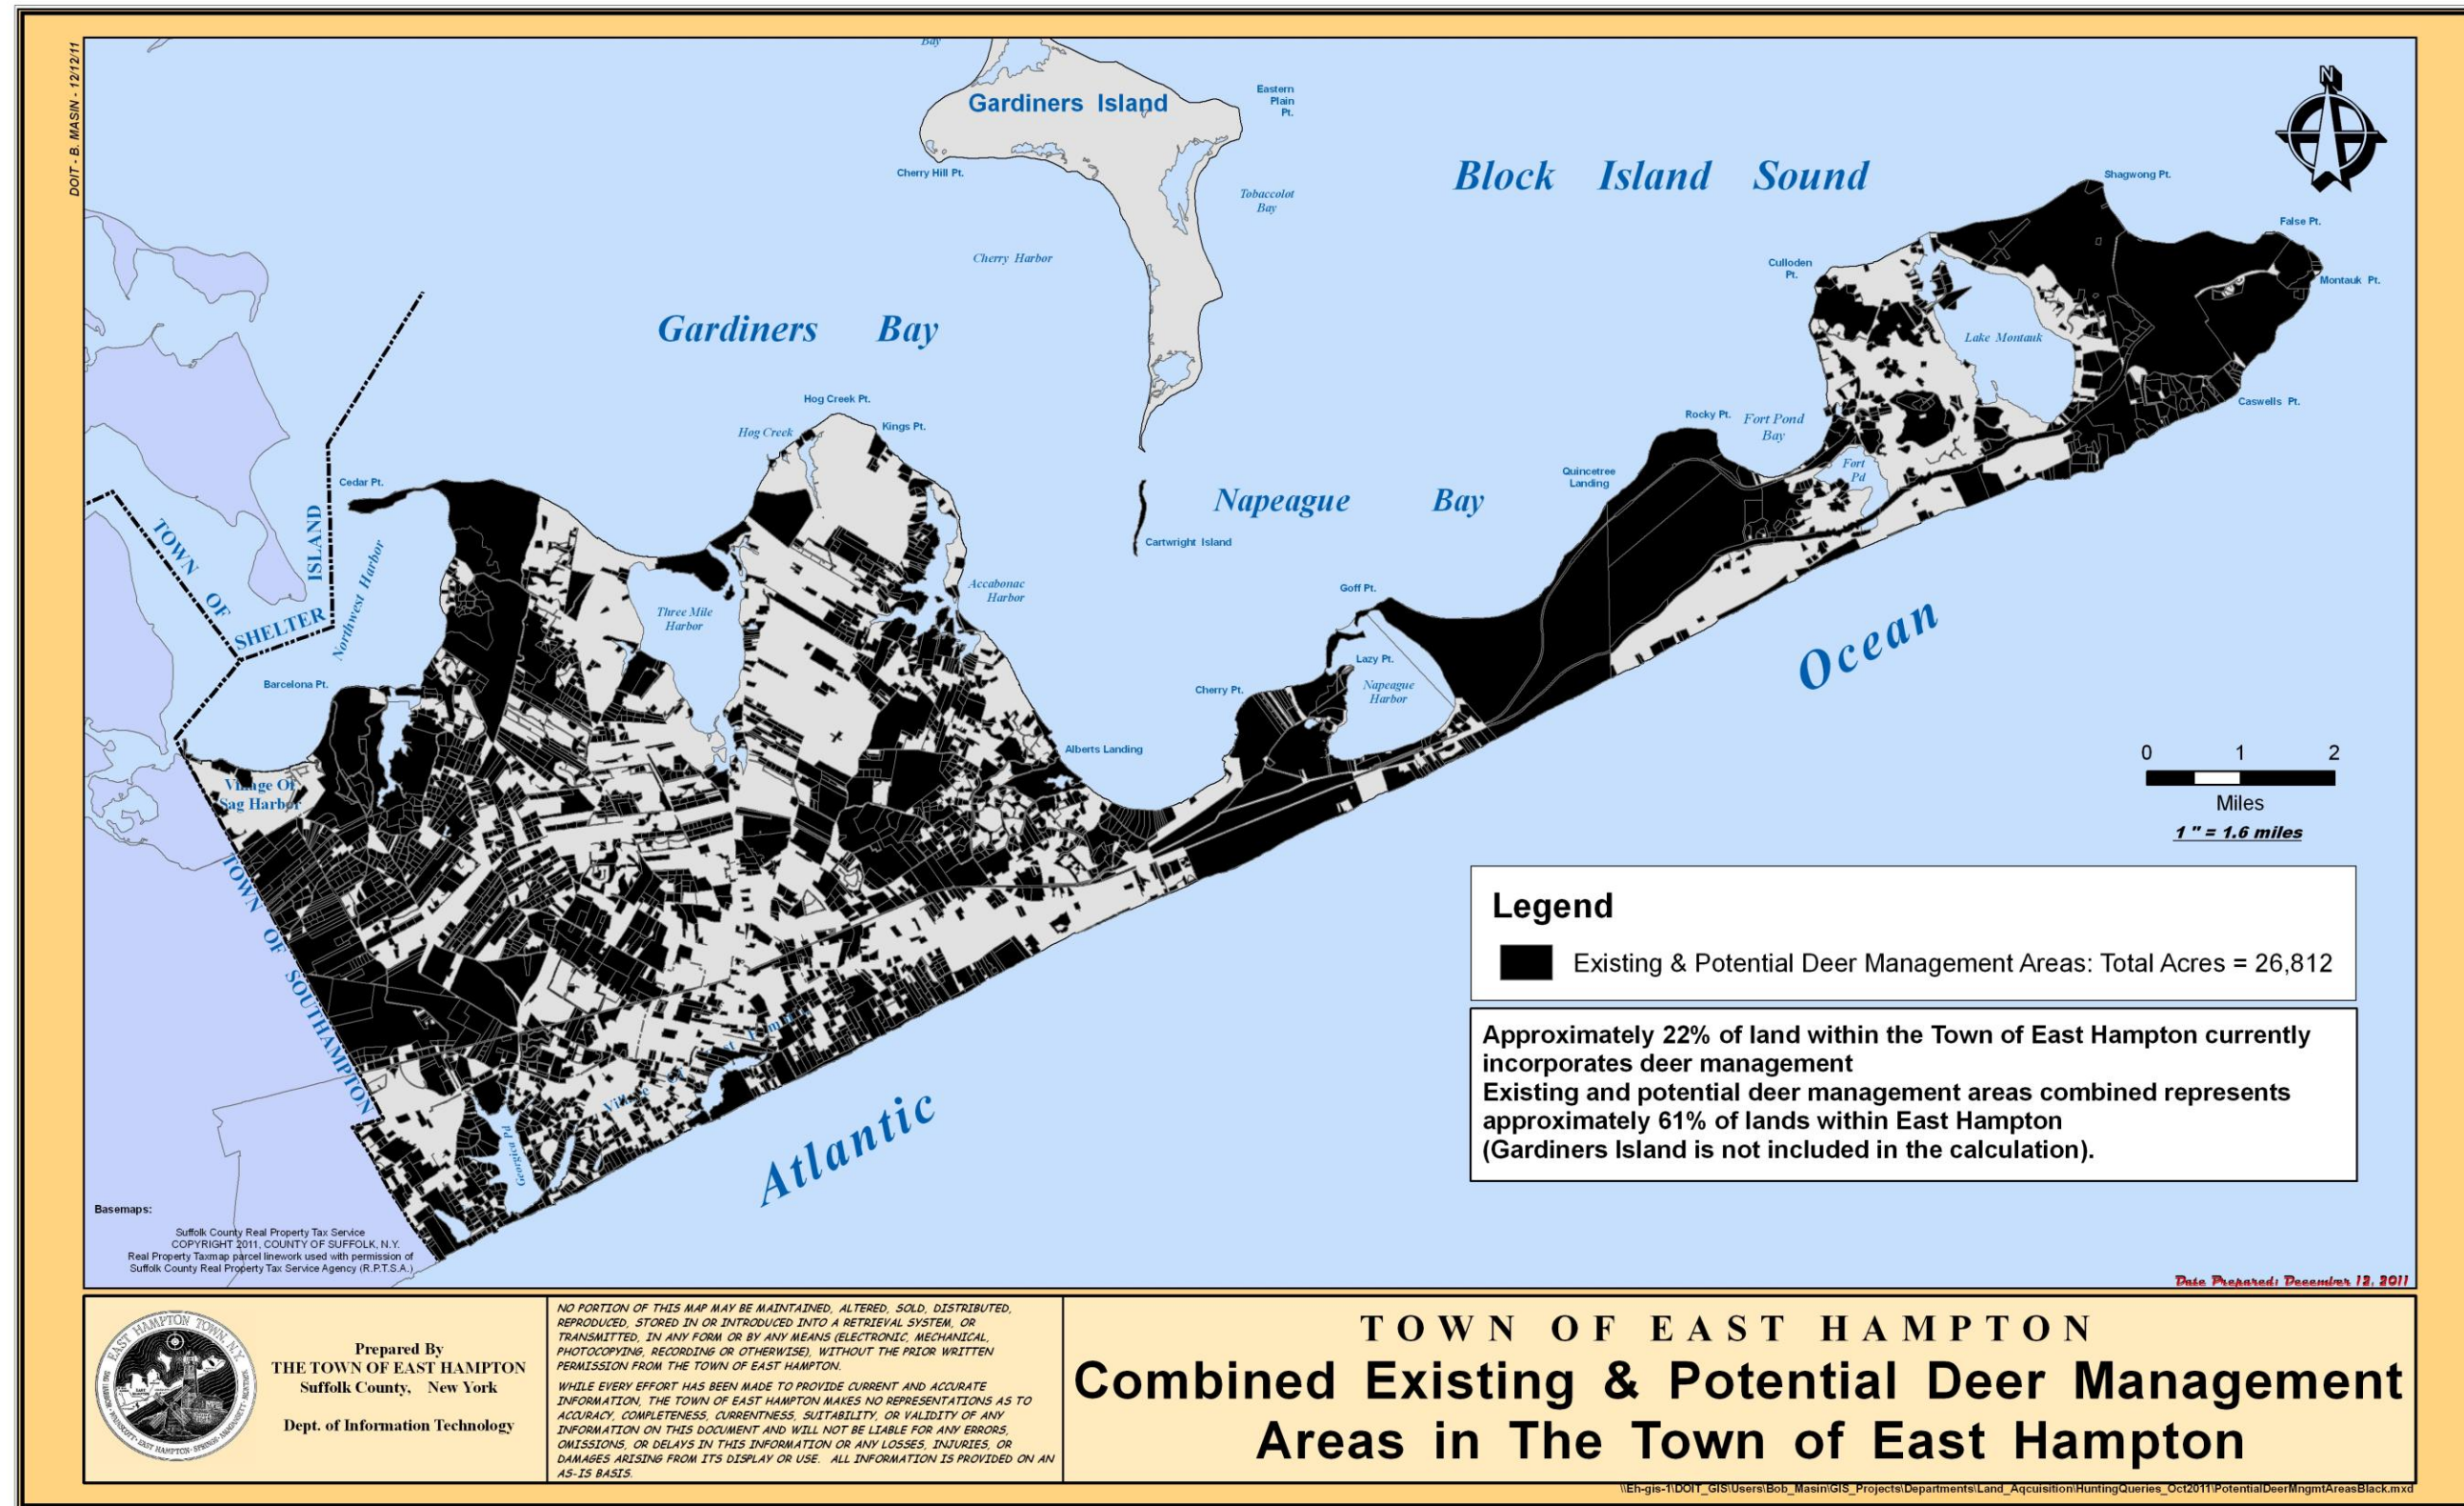 DOIT - B. MASIN - 12/12/11
Bay
Gardiners Island
Eastern
Plain
Pt.
Cherry Hill Pt.
Tobaccolot
Bay
Cherry Harbor
Block Island Sound
N
Shagwong Pt.
False Pt.
Montauk Pt.
Culloden
Pt.
Lake Montauk
Caswells Pt.
Gardiners Bay
Hog Creek Pt.
Hog Creek
Kings Pt.
Rocky Pt.
Fort Pond
Bay
Fort
Pd
Quincetree
Landing
Cedar Pt.
Napeague Bay
Cartwright Island
TOWN OF SHELTER ISLAND
Northwest Harbor
Accabonac
Harbor
Three Mile
Harbor
Goff Pt.
Lazy Pt.
Napeague
Harbor
Cherry Pt.
Barcelona Pt.
Alberts Landing
Village Of
Sag Harbor
TOWN OF SOUTHAMPTON
Georgica Pd
Atlantic Ocean
0 1 2
Miles
1 " = 1.6 miles
Legend
Existing & Potential Deer Management Areas: Total Acres = 26,812
Approximately 22% of land within the Town of East Hampton currently
incorporates deer management
Existing and potential deer management areas combined represents
approximately 61% of lands within East Hampton
(Gardiners Island is not included in the calculation).
Basemaps:
Suffolk County Real Property Tax Service
COPYRIGHT 2011, COUNTY OF SUFFOLK, N.Y.
Real Property Taxmap parcel linework used with permission of
Suffolk County Real Property Tax Service Agency (R.P.T.S.A.)
Date Prepared: December 12, 2011
EAST HAMPTON TOWN, N.Y.
Prepared By
THE TOWN OF EAST HAMPTON
Suffolk County, New York
Dept. of Information Technology
NO PORTION OF THIS MAP MAY BE MAINTAINED, ALTERED, SOLD, DISTRIBUTED,
REPRODUCED, STORED IN OR INTRODUCED INTO A RETRIEVAL SYSTEM, OR
TRANSMITTED, IN ANY FORM OR BY ANY MEANS (ELECTRONIC, MECHANICAL,
PHOTOCOPYING, RECORDING OR OTHERWISE), WITHOUT THE PRIOR WRITTEN
PERMISSION FROM THE TOWN OF EAST HAMPTON.
WHILE EVERY EFFORT HAS BEEN MADE TO PROVIDE CURRENT AND ACCURATE
INFORMATION, THE TOWN OF EAST HAMPTON MAKES NO REPRESENTATIONS AS TO
ACCURACY, COMPLETENESS, CURRENTNESS, SUITABILITY, OR VALIDITY OF ANY
INFORMATION ON THIS DOCUMENT AND WILL NOT BE LIABLE FOR ANY ERRORS,
OMISSIONS, OR DELAYS IN THIS INFORMATION OR ANY LOSSES, INJURIES, OR
DAMAGES ARISING FROM ITS DISPLAY OR USE. ALL INFORMATION IS PROVIDED ON AN
AS-IS BASIS.
TOWN OF EAST HAMPTON
Combined Existing & Potential Deer Management
Areas in The Town of East Hampton
\\Eh-gis-1\DOIT_GIS\Users\Bob_Masin\GIS_Projects\Departments\Land_Aqcuisition\HuntingQueries_Oct2011\PotentialDeerMngmtAreasBlack.mxd